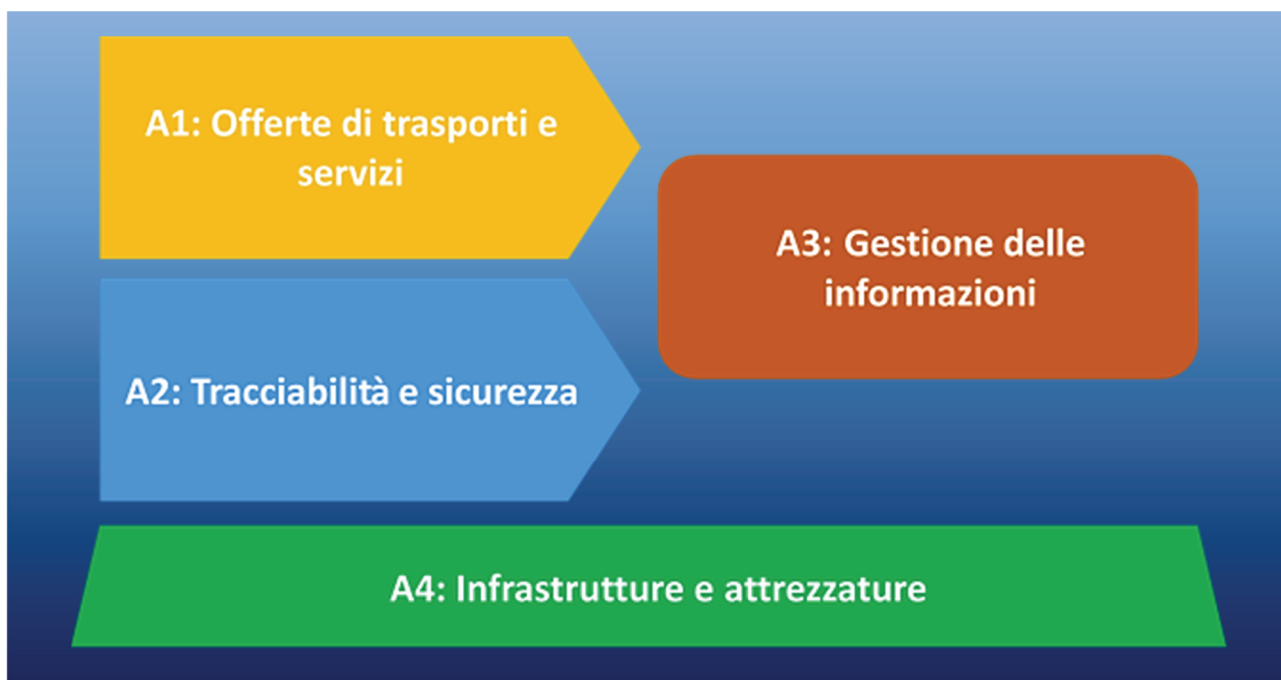 A1: Offerte di trasporti e
servizi
A3: Gestione delle
informazioni
A2: Tracciabilità e sicurezza
A4: Infrastrutture e attrezzature